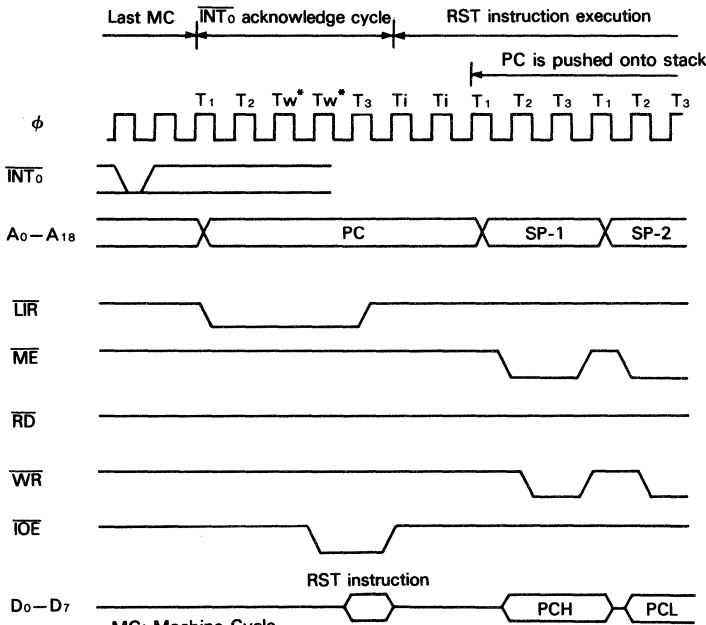 Last MC INT₀ acknowledge cycle RST instruction execution
PC is pushed onto stack
T₁ T₂ Tw* Tw* T₃ Ti Ti T₁ T₂ T₃ T₁ T₂ T₃
φ
INT₀
A₀–A₁₈ PC SP-1 SP-2
LIR
ME
RD
WR
IOE
RST instruction
D₀–D₇ PCH PCL
MC: Machine Cycle